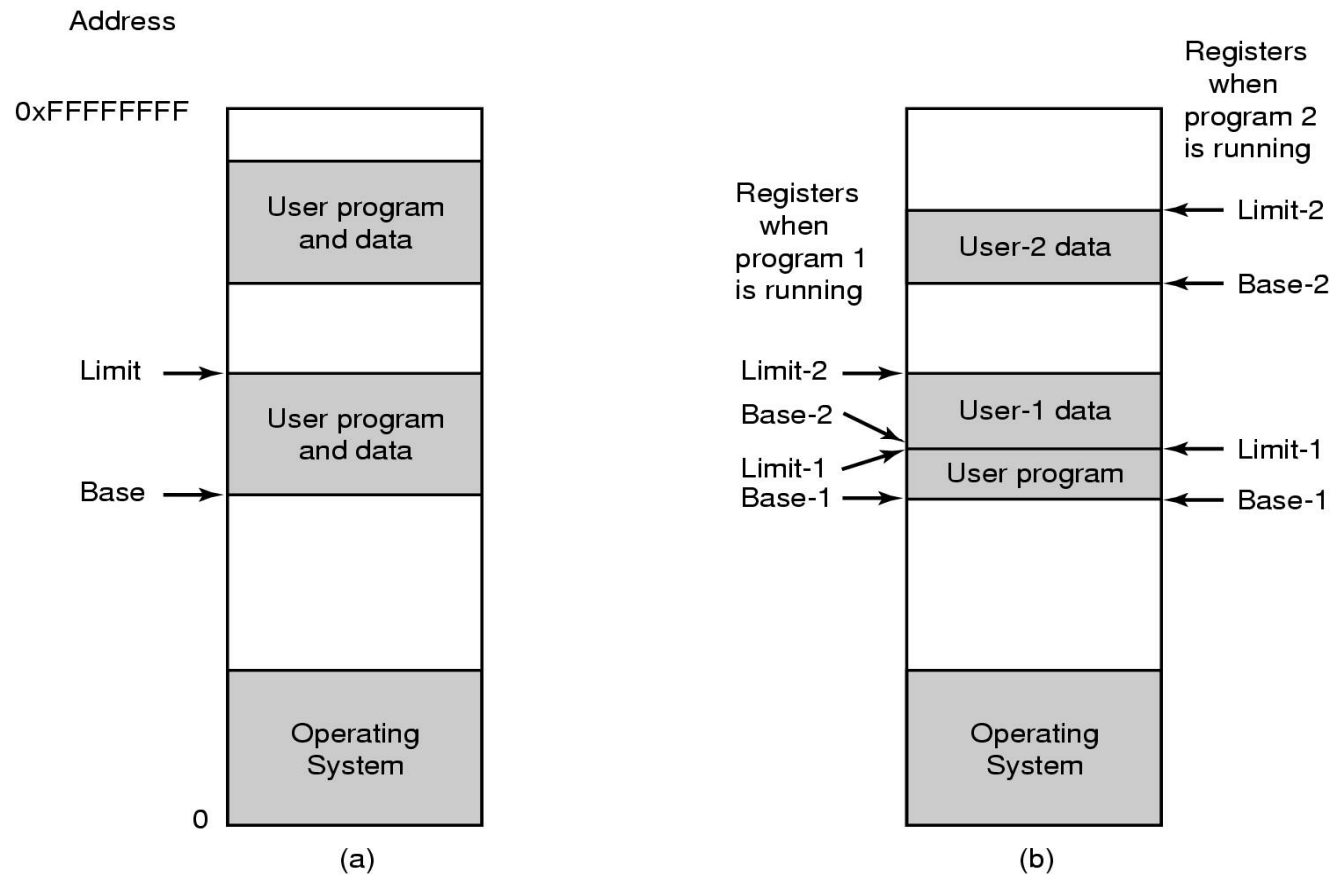 Address
0xFFFFFFFF
User program
and data
Limit
User program
and data
Base
Operating
System
0
(a)
Registers
when
program 1
is running
Limit-2
Base-2
Limit-1
Base-1
Registers
when
program 2
is running
User-2 data
User-1 data
User program
Operating
System
Limit-2
Base-2
Limit-1
Base-1
(b)